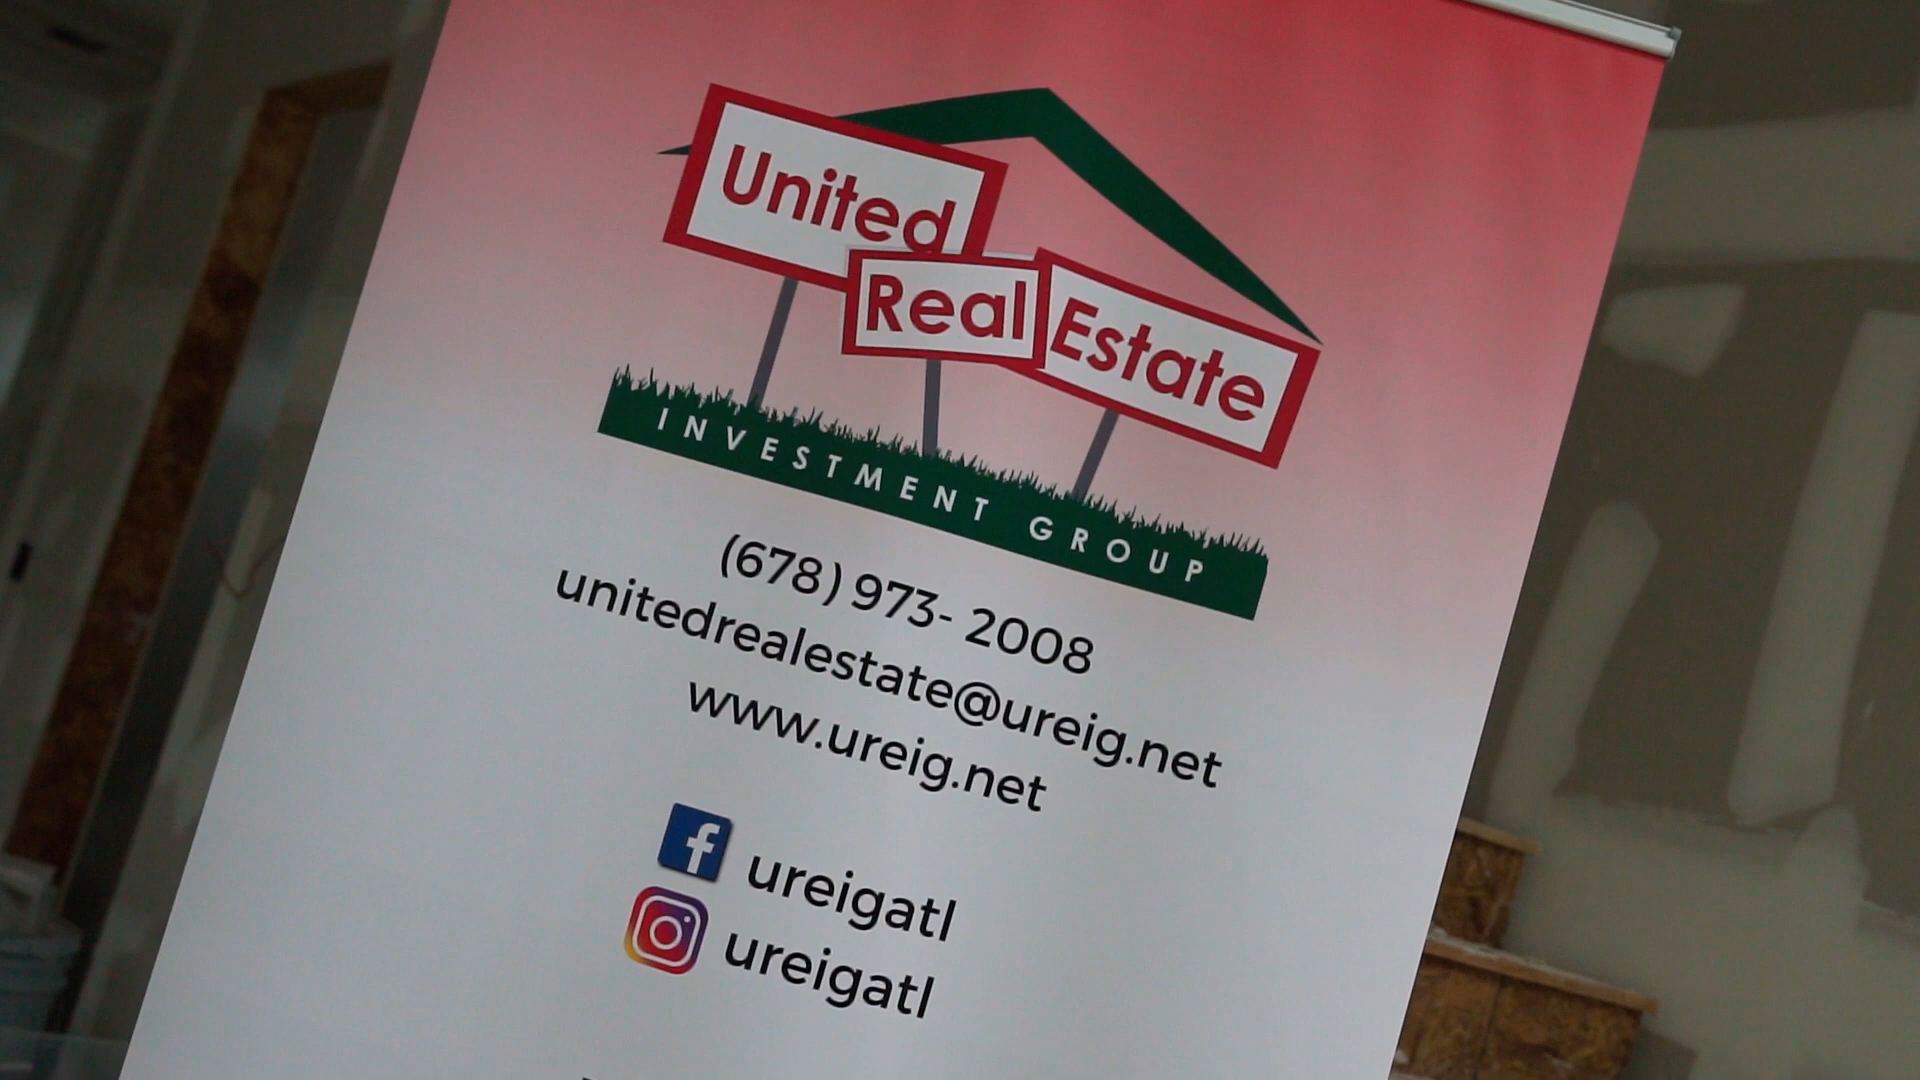 United
Real Estate
INVESTMENT GROUP
(678) 973- 2008
unitedrealestate@ureig.net
www.ureig.net
ureigatl
ureigatl